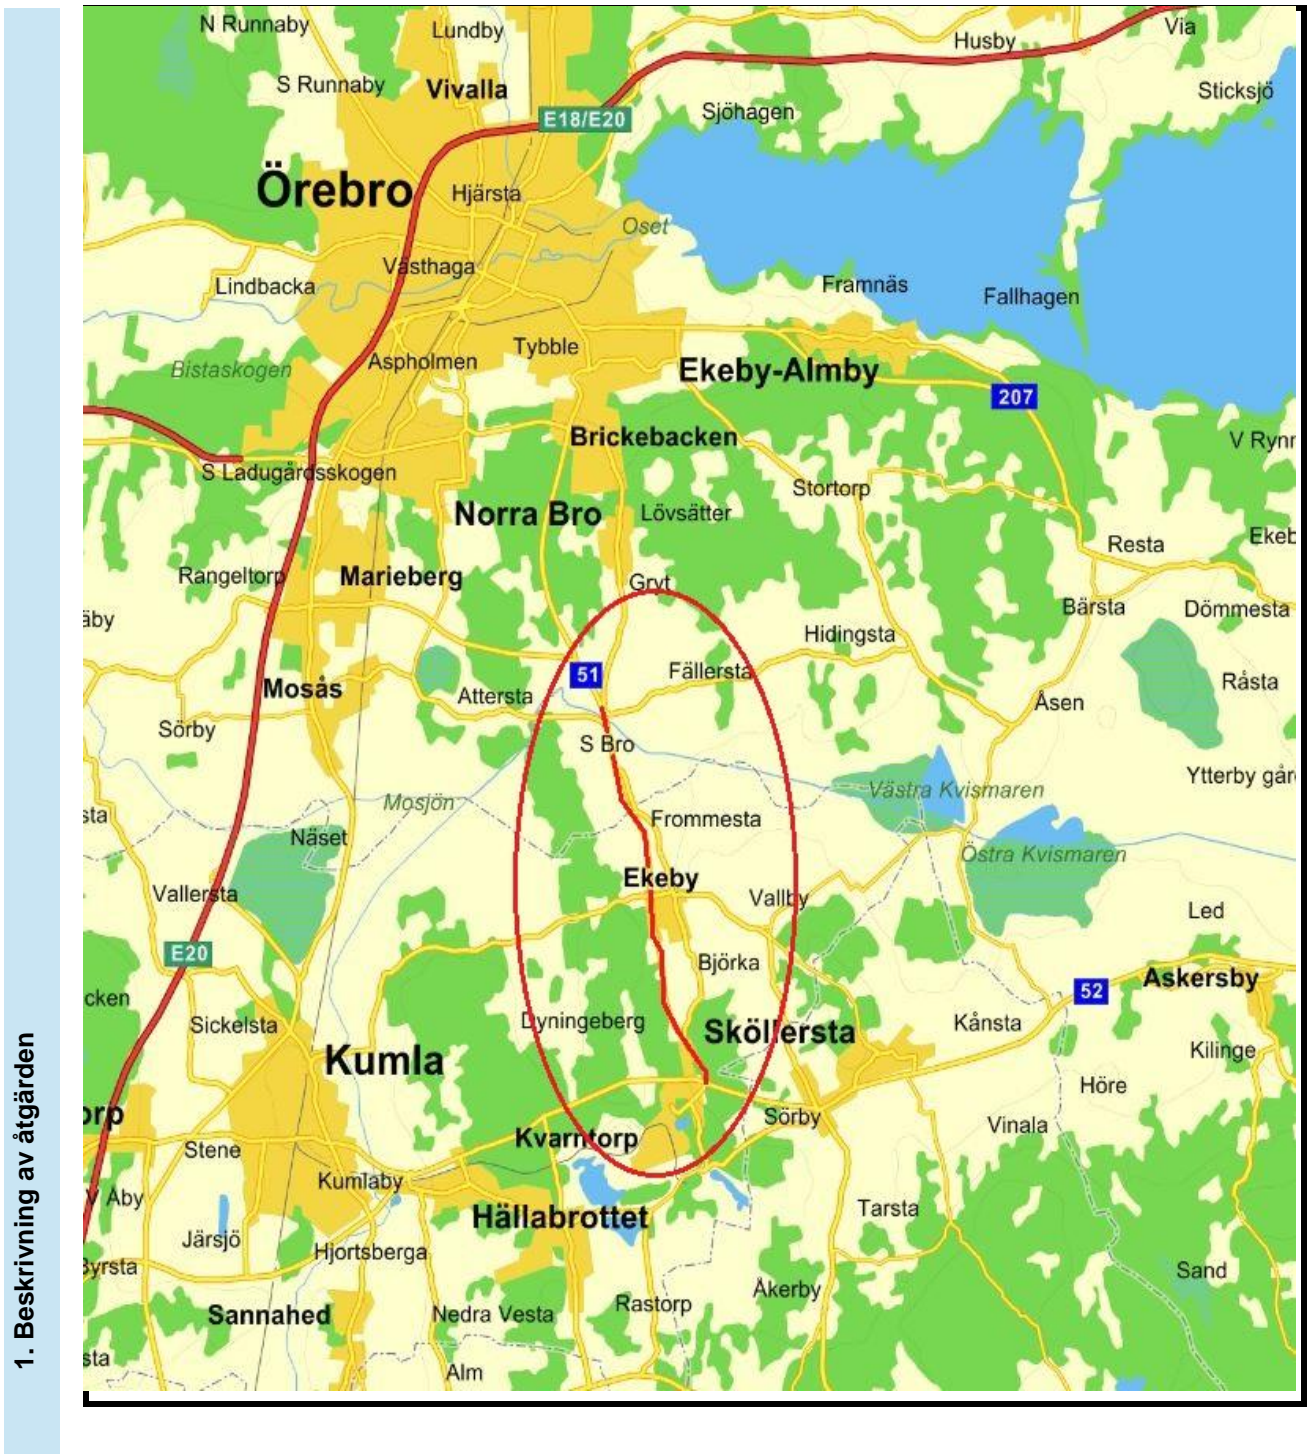 1. Beskrivning av åtgärden
N Runnaby
Lundby
Via
Husby
S Runnaby
Vivalla
Sticksjö
Sjöhagen
E18/E20
Örebro
Hjärsta
Oset
Västhaga
Lindbacka
Framnäs
Fallhagen
Tybble
Aspholmen
Bistaskogen
Ekeby-Almby
207
Brickebacken
V Rynn
S Ladugårdsskogen
Stortorp
Norra Bro
Lövsätter
Ekeb
Resta
Rangeltorp
Marieberg
Gryt
Bärsta
Dömmesta
äby
Hidingsta
51
Fällersta
Råsta
Mosås
Attersta
Åsen
Sörby
S Bro
Ytterby går
Västra Kvismaren
Mosjön
sta
Frommesta
Näset
Östra Kvismaren
Ekeby
Vallersta
Vallby
Led
E20
Björka
Askersby
52
cken
Sickelsta
Dyningeberg
Sköllersta
Kånsta
Kilinge
Kumla
Höre
orp
Sörby
Vinala
Kvarntorp
Stene
Kumlaby
V Åby
Tarsta
Hällabrottet
Järsjö
Hjortsberga
Byrsta
Sand
Åkerby
Rastorp
Sannahed
Nedra Vesta
sta
Alm